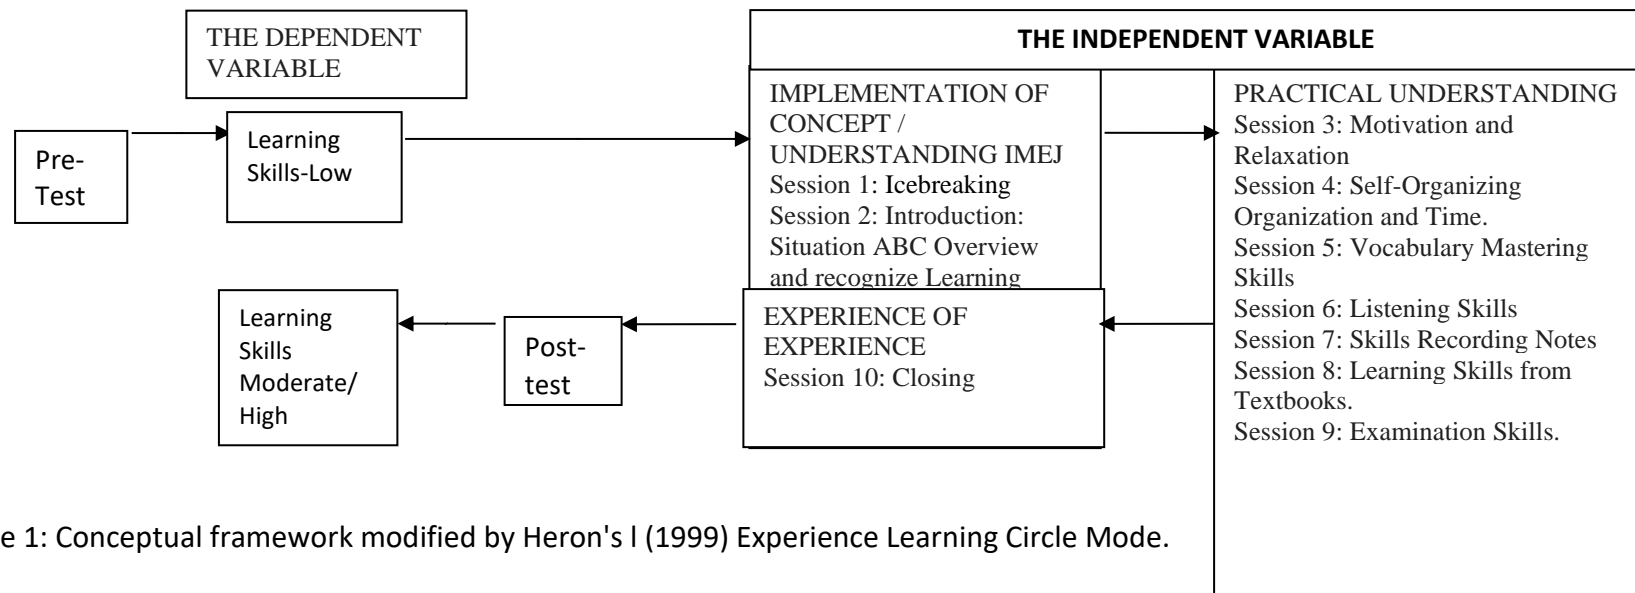 THE DEPENDENT
VARIABLE
THE INDEPENDENT VARIABLE
Pre-
Test
Learning
Skills-Low
IMPLEMENTATION OF
CONCEPT /
UNDERSTANDING IMEJ
Session 1: Icebreaking
Session 2: Introduction:
Situation ABC Overview
and recognize Learning
PRACTICAL UNDERSTANDING
Session 3: Motivation and
Relaxation
Session 4: Self-Organizing
Organization and Time.
Session 5: Vocabulary Mastering
Skills
Session 6: Listening Skills
Session 7: Skills Recording Notes
Session 8: Learning Skills from
Textbooks.
Session 9: Examination Skills.
EXPERIENCE OF
EXPERIENCE
Session 10: Closing
Post-
test
Learning
Skills
Moderate/
High
e 1: Conceptual framework modified by Heron's l (1999) Experience Learning Circle Mode.